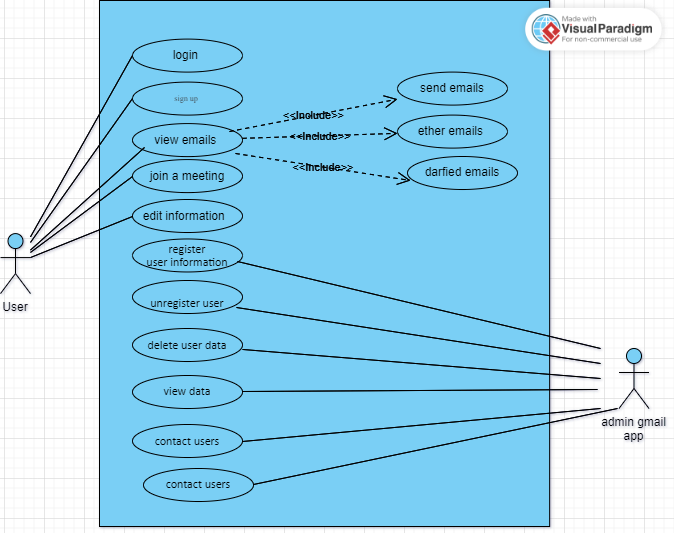 Made with
VisualParadigm
For non-commercial use
login
sign up
view emails
join a meeting
edit information
register
user information
unregister user
delete user data
view data
contact users
contact users
<<Include>>
<<Include>>
<<Include>>
send emails
ether emails
darfied emails
User
admin gmail
app